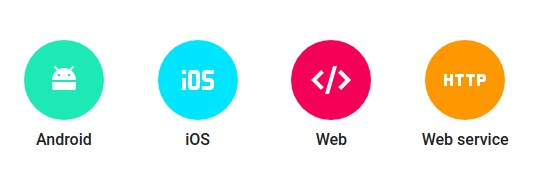 iOS
</>
HTTP
Android
iOS
Web
Web service